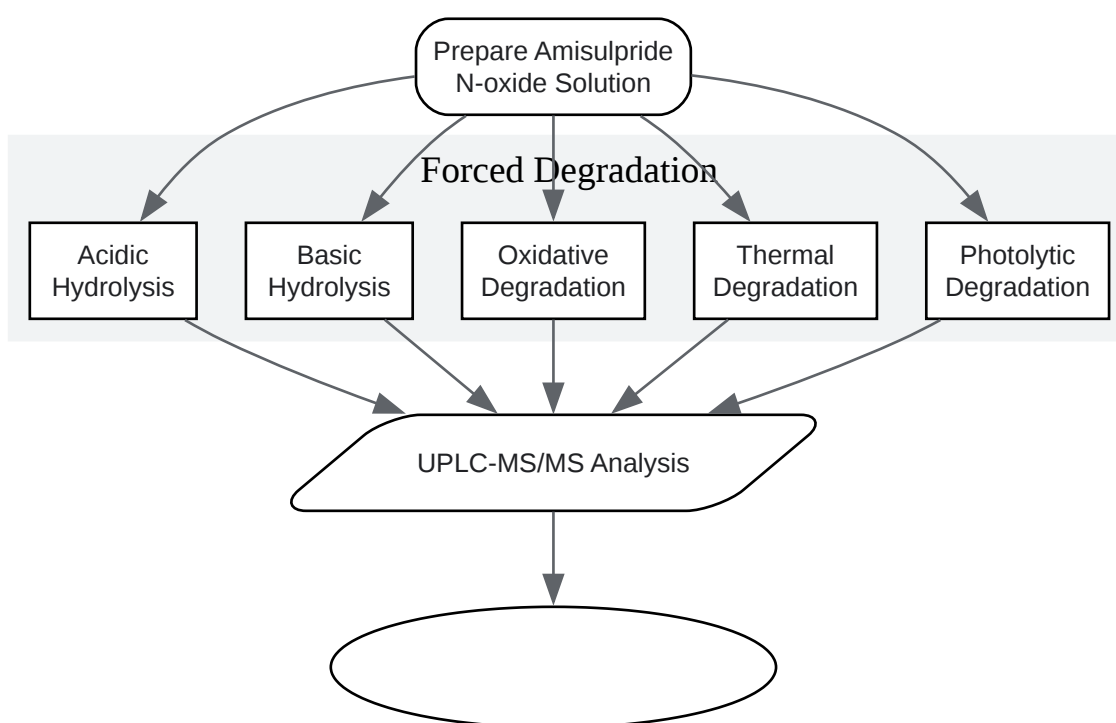 Prepare Amisulpride
N-oxide Solution
Forced Degradation
Acidic
Hydrolysis
Basic
Hydrolysis
Oxidative
Degradation
Thermal
Degradation
Photolytic
Degradation
UPLC-MS/MS Analysis